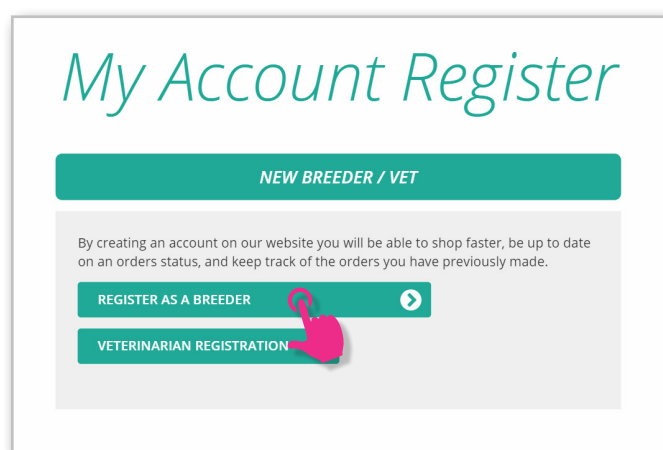 My Account Register
NEW BREEDER / VET
By creating an account on our website you will be able to shop faster, be up to date
on an orders status, and keep track of the orders you have previously made.
REGISTER AS A BREEDER
VETERINARIAN REGISTRATION